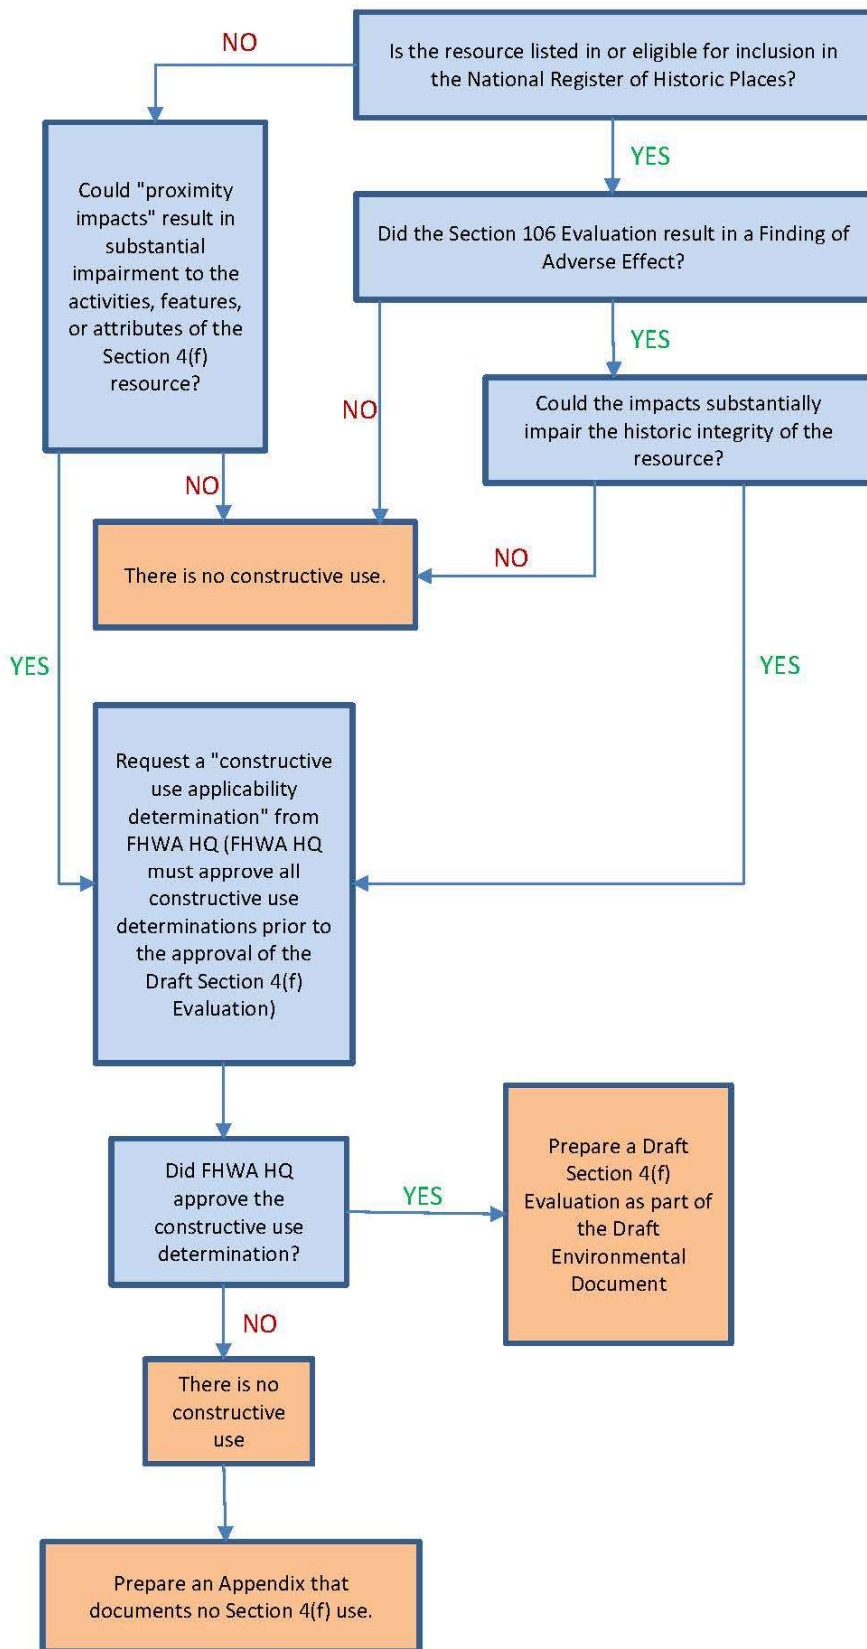 NO
Is the resource listed in or eligible for inclusion in
the National Register of Historic Places?
YES
Could "proximity
impacts" result in
substantial
impairment to the
activities, features,
or attributes of the
Section 4(f)
resource?
Did the Section 106 Evaluation result in a Finding of
Adverse Effect?
YES
NO
Could the impacts substantially
impair the historic integrity of the
resource?
NO
NO
There is no constructive use.
YES
YES
Request a "constructive
use applicability
determination" from
FHWA HQ (FHWA HQ
must approve all
constructive use
determinations prior to
the approval of the
Draft Section 4(f)
Evaluation)
Did FHWA HQ
approve the
constructive use
determination?
YES
Prepare a Draft
Section 4(f)
Evaluation as part of
the Draft
Environmental
Document
NO
There is no
constructive
use
Prepare an Appendix that
documents no Section 4(f) use.